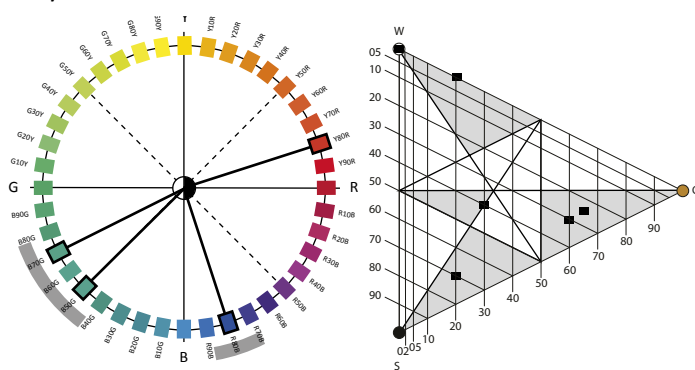 Y
Y10R
Y20R
Y30R
Y40R
Y50R
Y60R
Y70R
Y80R
Y90R
R
R10B
R20B
R30B
R40B
R50B
R60B
R70B
R80B
R90B
B
B10G
B20G
B30G
B40G
B50G
B60G
B70G
B80G
B90G
G
G10Y
G20Y
G30Y
G40Y
G50Y
G60Y
G70Y
G80Y
G90Y
W
05
10
20
30
40
50
60
70
80
90
S
02
05
10
20
30
40
50
60
70
80
90